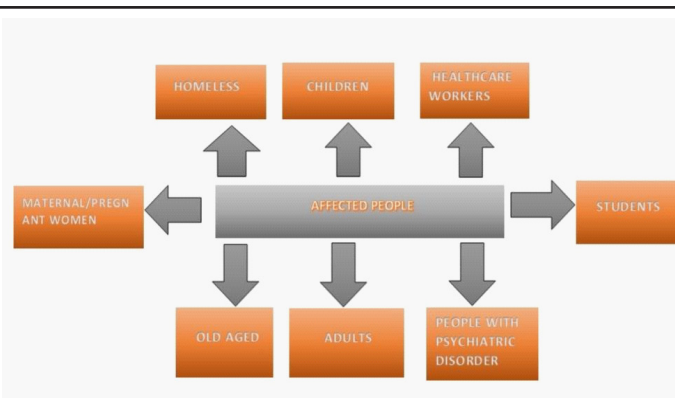 HOMELESS
CHILDREN
HEALTHCARE
WORKERS
MATERNAL/PREGN
ANT WOMEN
AFFECTED PEOPLE
STUDENTS
OLD AGED
ADULTS
PEOPLE WITH
PSYCHIATRIC
DISORDER